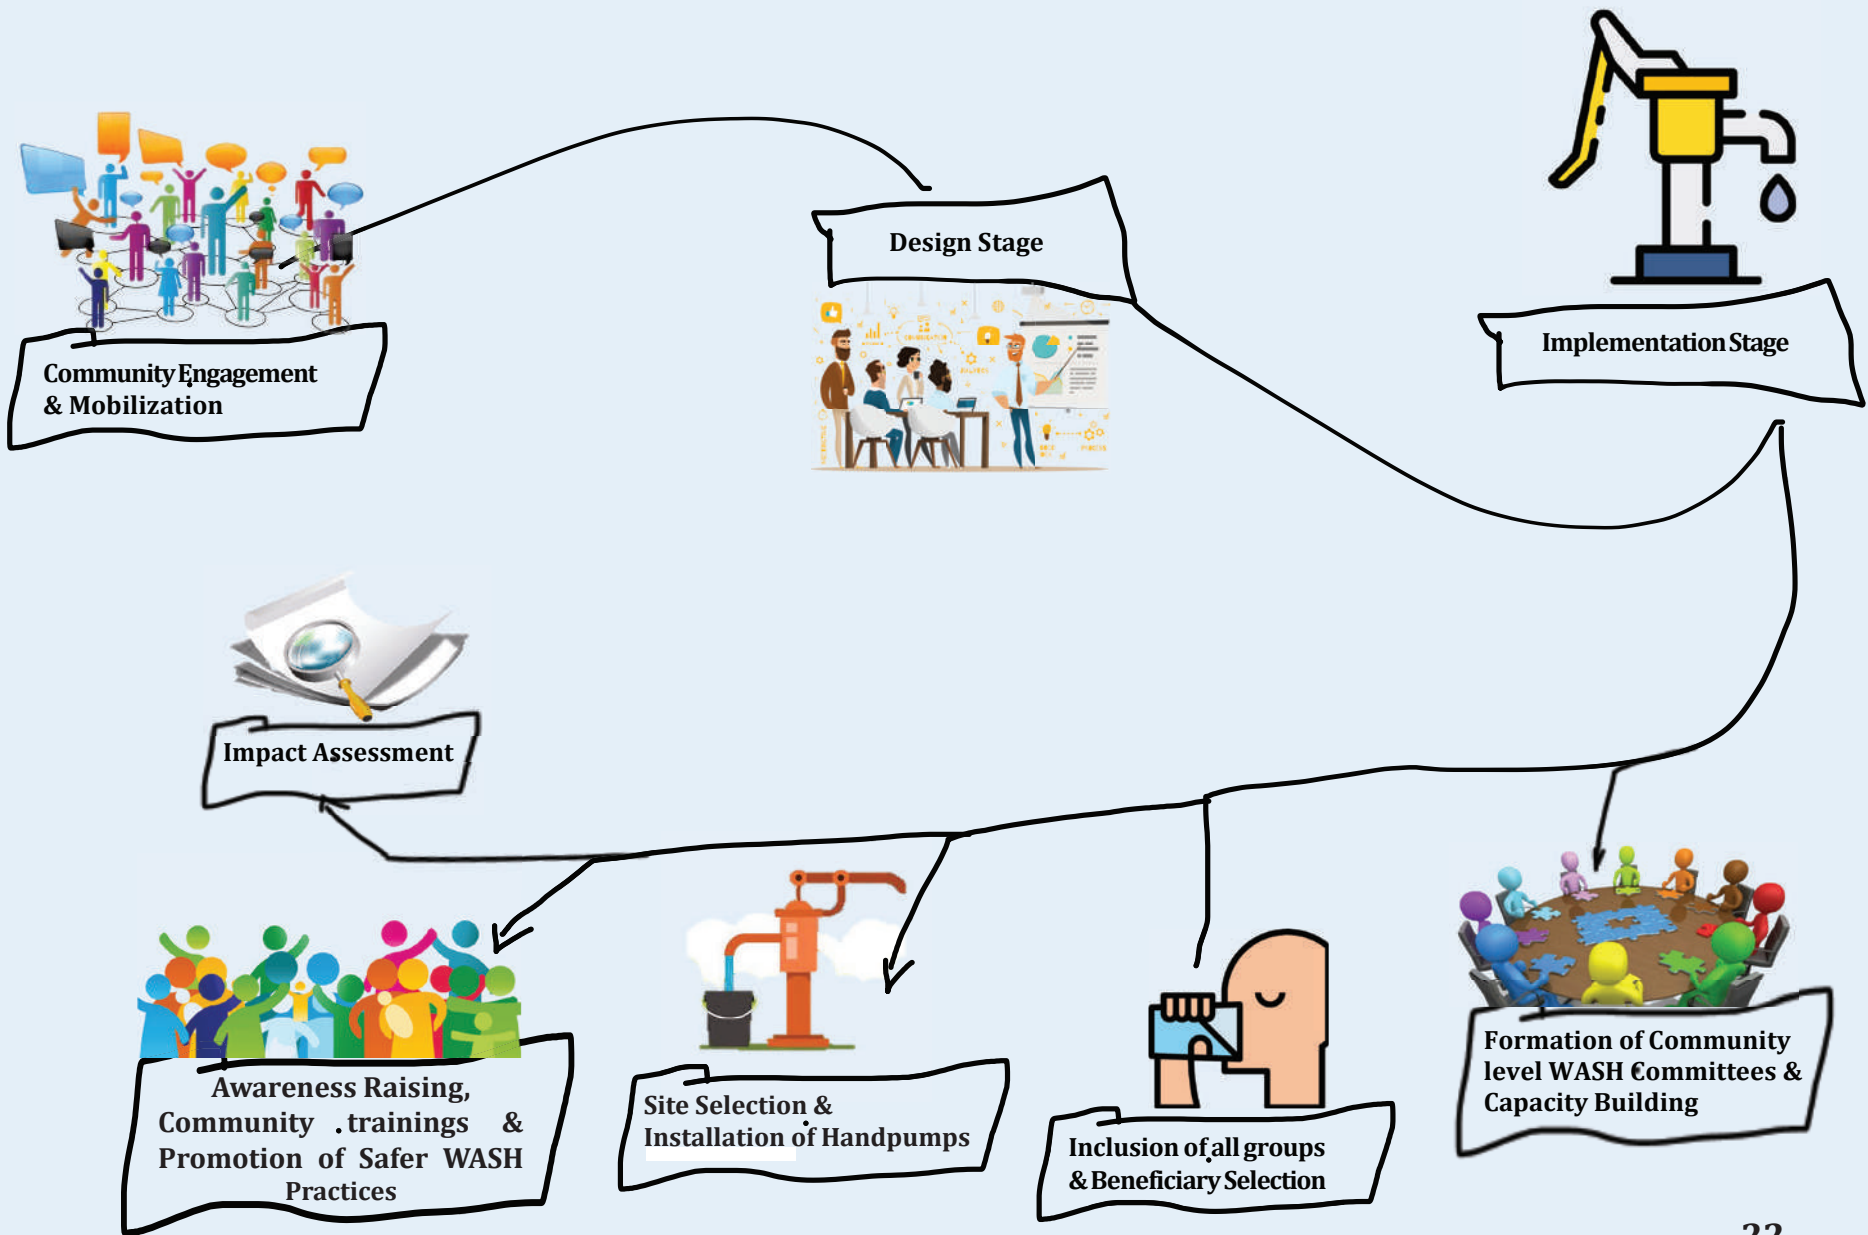 Community Engagement
& Mobilization
Design Stage
Implementation Stage
Impact Assessment
Awareness Raising,
Community .trainings &
Promotion of Safer WASH
Practices
Site Selection &
Installation of Handpumps
Inclusion of all groups
& Beneficiary Selection
Formation of Community
level WASH Committees &
Capacity Building